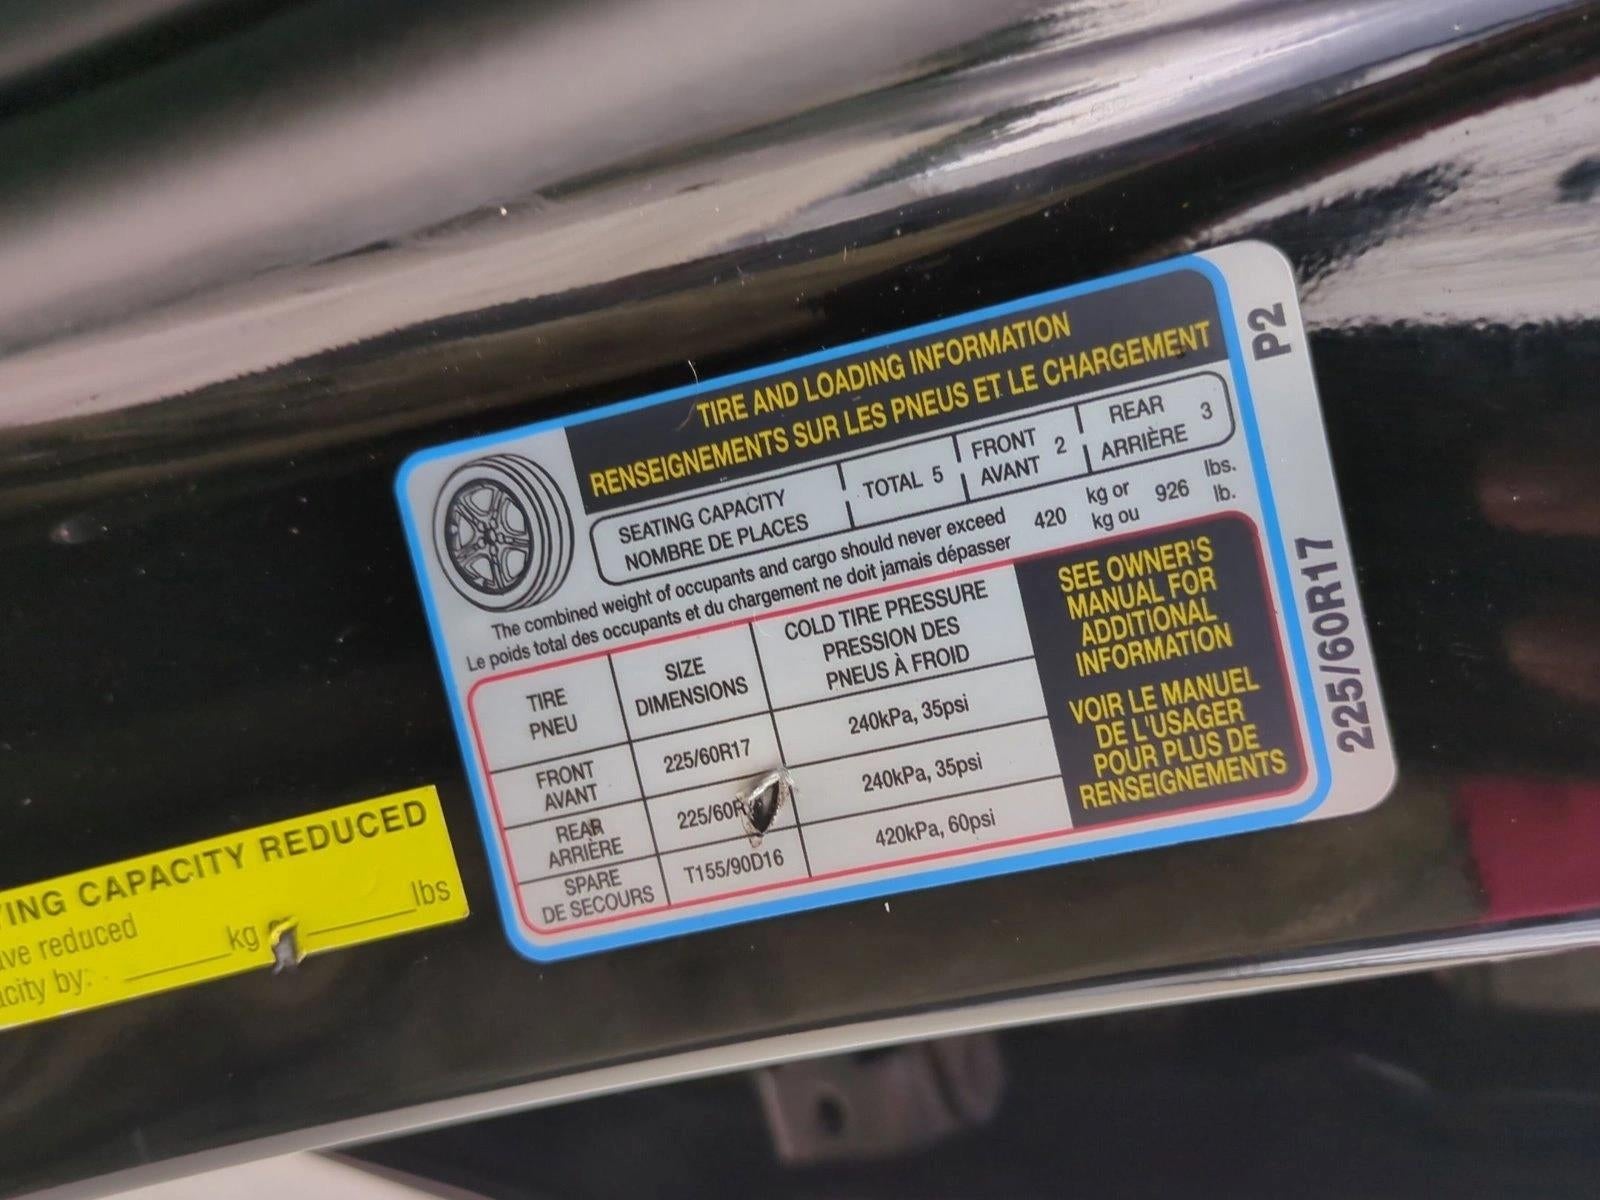 TIRE AND LOADING INFORMATION
RENSEIGNEMENTS SUR LES PNEUS ET LE CHARGEMENT
SEATING CAPACITY
NOMBRE DE PLACES
TOTAL 5
FRONT
AVANT
2
REAR
ARRIÈRE
3
The combined weight of occupants and cargo should never exceed 420 kg or 926 lbs.
Le poids total des occupants et du chargement ne doit jamais dépasser kg ou lb.
TIRE
PNEU
SIZE
DIMENSIONS
COLD TIRE PRESSURE
PRESSION DES
PNEUS À FROID
FRONT
AVANT
225/60R17
240kPa, 35psi
REAR
ARRIÈRE
225/60R
240kPa, 35psi
SPARE
DE SECOURS
T155/90D16
420kPa, 60psi
SEE OWNER'S
MANUAL FOR
ADDITIONAL
INFORMATION
VOIR LE MANUEL
DE L'USAGER
POUR PLUS DE
RENSEIGNEMENTS
P2
225/60R17
CAPACITY REDUCED
reduced
kg lbs
by: